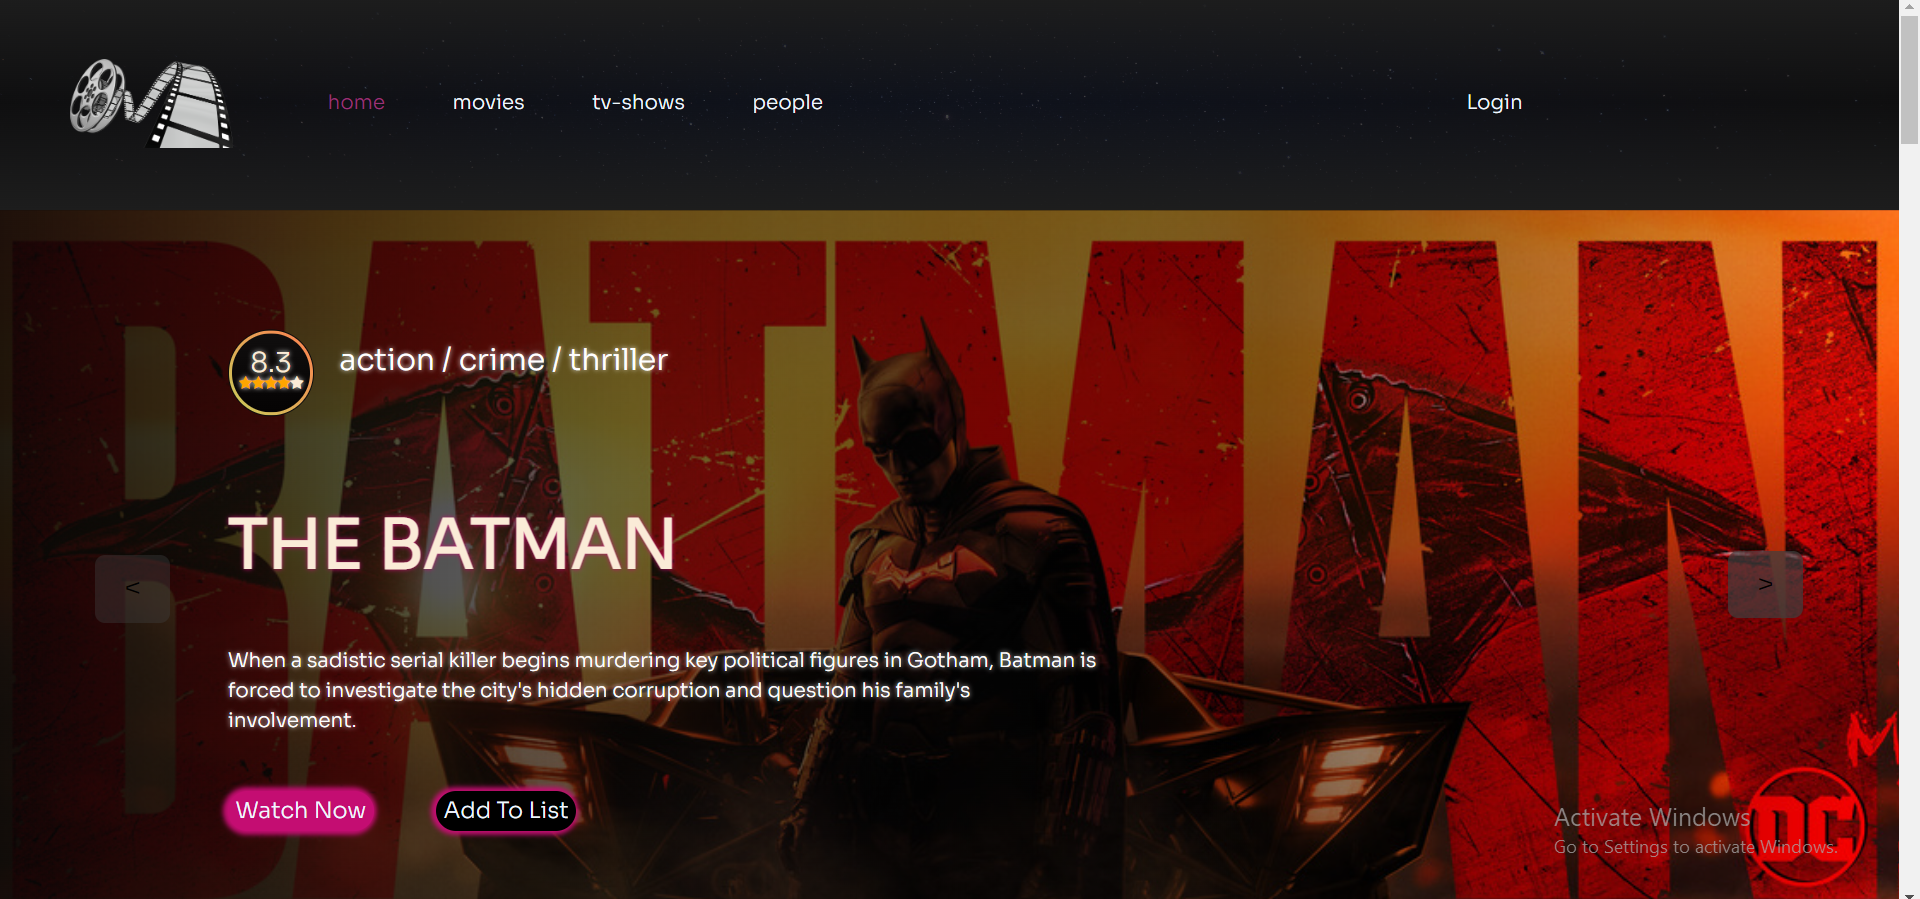 home movies tv-shows people Login
BATMAN
8.3 action / crime / thriller
THE BATMAN
< >
When a sadistic serial killer begins murdering key political figures in Gotham, Batman is
forced to investigate the city's hidden corruption and question his family's
involvement.
Watch Now Add To List
Activate Windows
Go to Settings to activate Windows.
DC